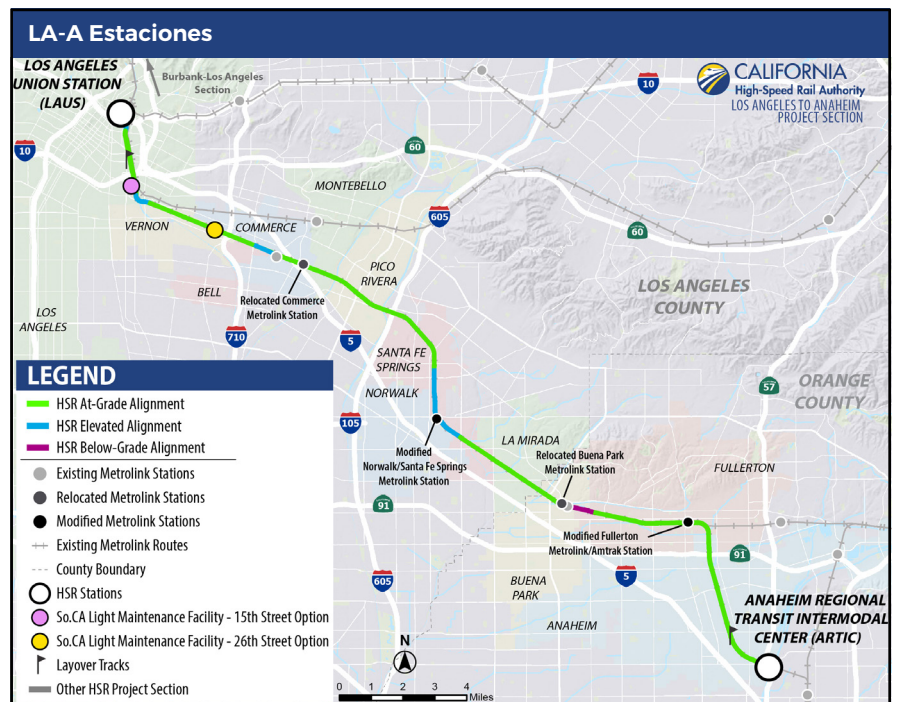 LA-A Estaciones
LOS ANGELES
UNION STATION
(LAUS)
Burbank-Los Angeles
Section
10
CALIFORNIA
High-Speed Rail Authority
LOS ANGELES TO ANAHEIM
PROJECT SECTION
10
60
MONTEBELLO
605
60
VERNON
COMMERCE
PICO
RIVERA
BELL
Relocated Commerce
Metrolink Station
LOS ANGELES
COUNTY
LOS
ANGELES
710
5
SANTA FE
SPRINGS
NORWALK
57
ORANGE
COUNTY
105
LA MIRADA
Modified
Norwalk/Santa Fe Springs
Metrolink Station
Relocated Buena Park
Metrolink Station
FULLERTON
91
Modified Fullerton
Metrolink/Amtrak Station
91
605
5
BUENA
PARK
ANAHEIM
ANAHEIM REGIONAL
TRANSIT INTERMODAL
CENTER (ARTIC)
LEGEND
HSR At-Grade Alignment
HSR Elevated Alignment
HSR Below-Grade Alignment
Existing Metrolink Stations
Relocated Metrolink Stations
Modified Metrolink Stations
Existing Metrolink Routes
County Boundary
HSR Stations
So.CA Light Maintenance Facility - 15th Street Option
So.CA Light Maintenance Facility - 26th Street Option
Layover Tracks
Other HSR Project Section
N
0 1 2 3 4
Miles